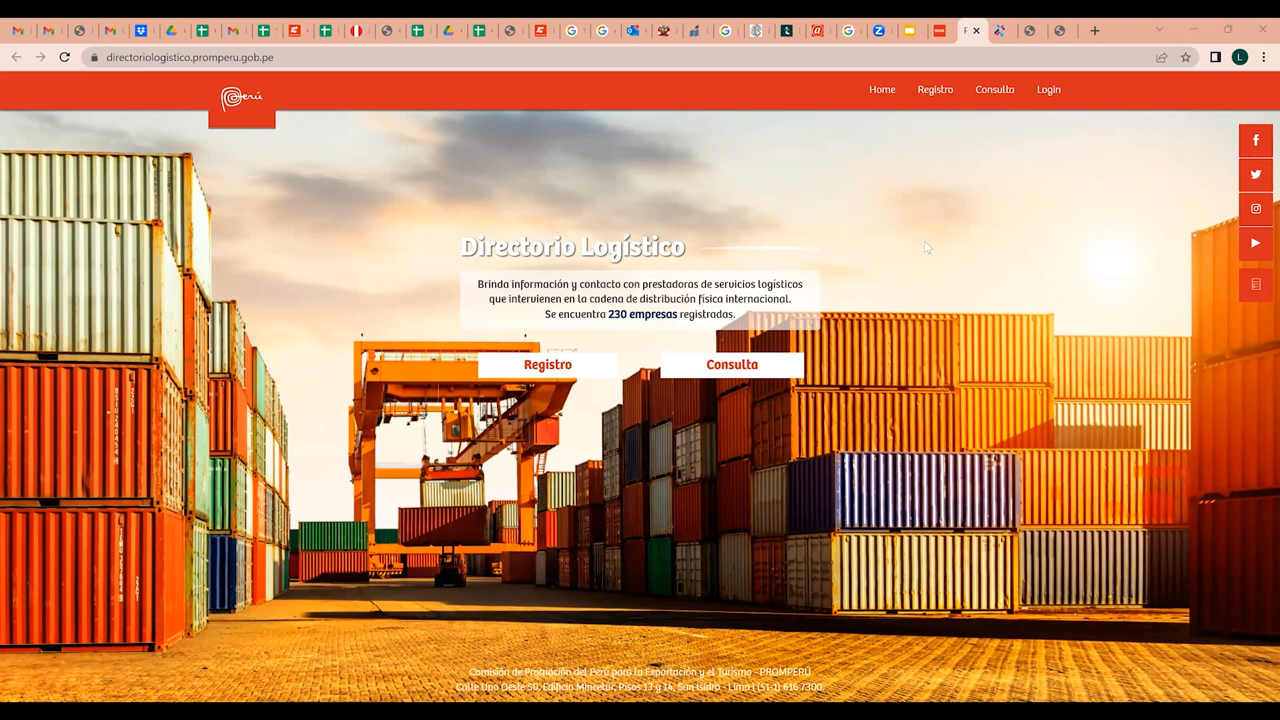 directoriologistico.promperu.gob.pe
L
Perú
Home Registro Consulta Login
Directorio Logístico
Brinda información y contacto con prestadoras de servicios logísticos
que intervienen en la cadena de distribución física internacional.
Se encuentra 230 empresas registradas.
Registro Consulta
Comisión de Promoción del Perú para la Exportación y el Turismo - PROMPERÚ
Calle Uno Oeste 50, Edificio Mincetur, Pisos 13 y 14, San Isidro - Lima | (51-1) 616 7300